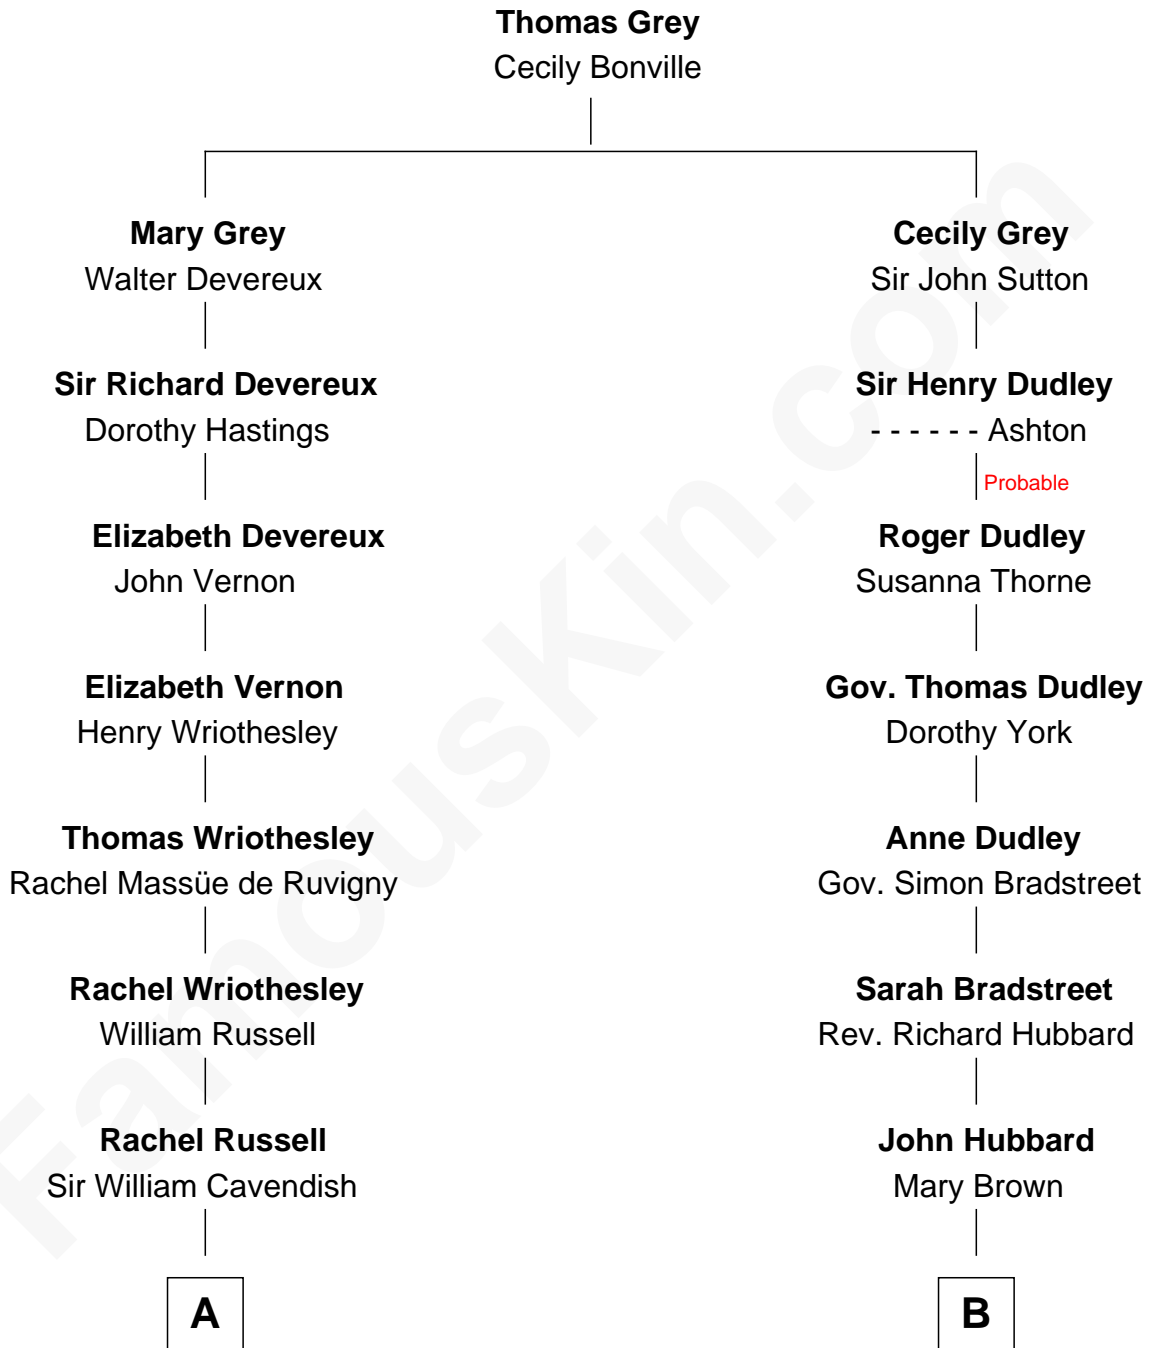 Thomas Grey
Cecily Bonville
Mary Grey
Walter Devereux
Cecily Grey
Sir John Sutton
Sir Richard Devereux
Dorothy Hastings
Sir Henry Dudley
- - - - - - Ashton
Probable
Elizabeth Devereux
John Vernon
Roger Dudley
Susanna Thorne
Elizabeth Vernon
Henry Wriothesley
Gov. Thomas Dudley
Dorothy York
Thomas Wriothesley
Rachel Massüe de Ruvigny
Anne Dudley
Gov. Simon Bradstreet
Rachel Wriothesley
William Russell
Sarah Bradstreet
Rev. Richard Hubbard
Rachel Russell
Sir William Cavendish
John Hubbard
Mary Brown
A
B
FamousKin.com